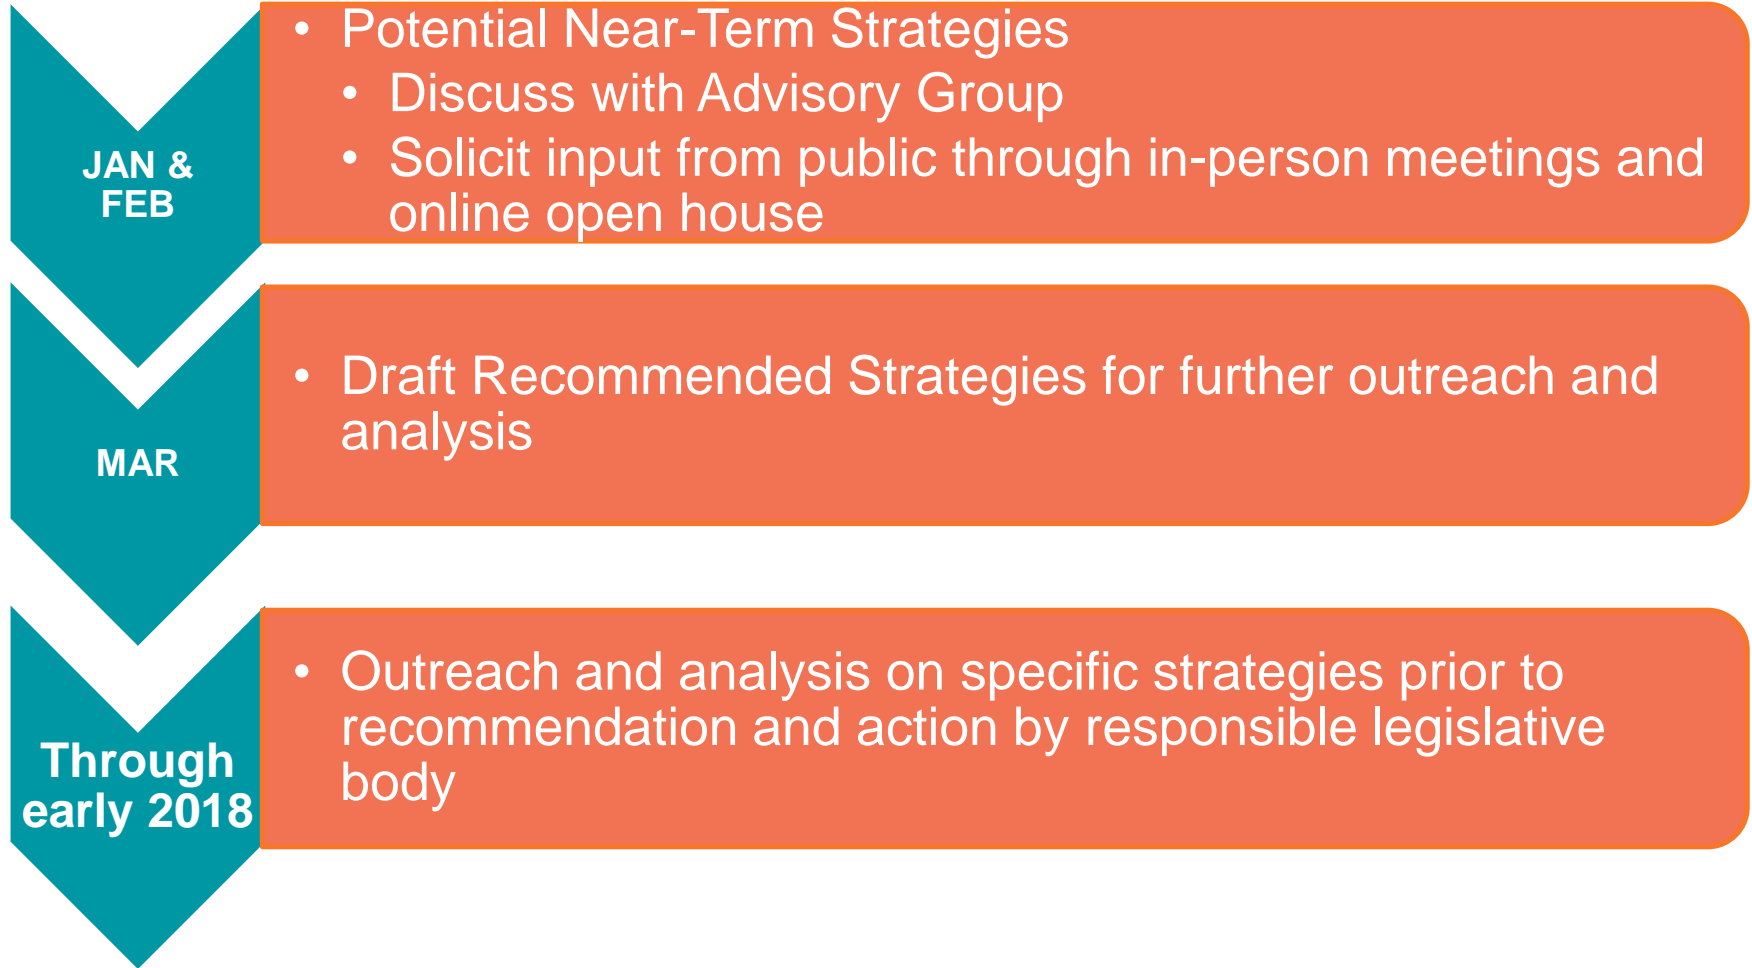 JAN &
FEB
• Potential Near-Term Strategies
• Discuss with Advisory Group
• Solicit input from public through in-person meetings and
online open house
MAR
• Draft Recommended Strategies for further outreach and
analysis
Through
early 2018
• Outreach and analysis on specific strategies prior to
recommendation and action by responsible legislative
body